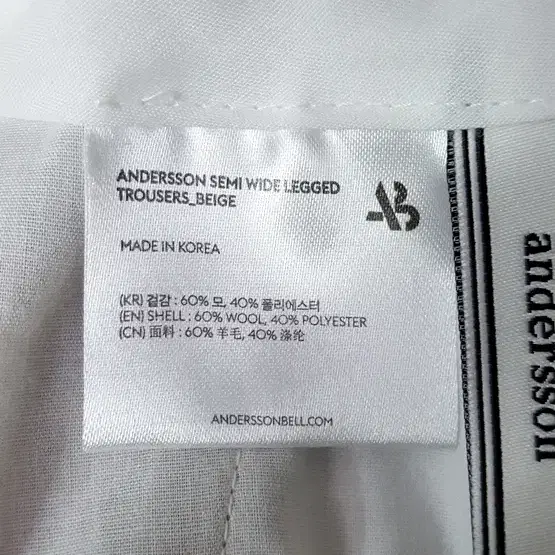 ANDERSSON SEMI WIDE LEGGED
TROUSERS_BEIGE
AB
MADE IN KOREA
(KR) 겉감 : 60% 모, 40% 폴리에스터
(EN) SHELL : 60% WOOL, 40% POLYESTER
(CN) 面料 : 60% 羊毛, 40% 涤纶
ANDERSSONBELL.COM
andersson